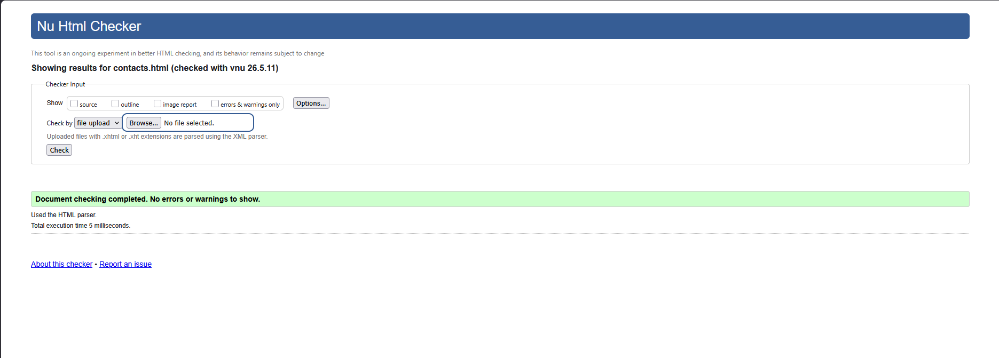 Nu Html Checker
This tool is an ongoing experiment in better HTML checking, and its behavior remains subject to change
Showing results for contacts.html (checked with vnu 26.5.11)
Checker Input
Show source outline image report errors & warnings only Options...
Check by file upload Browse... No file selected.
Uploaded files with .xhtml or .xht extensions are parsed using the XML parser.
Check
Document checking completed. No errors or warnings to show.
Used the HTML parser.
Total execution time 5 milliseconds.
About this checker • Report an issue